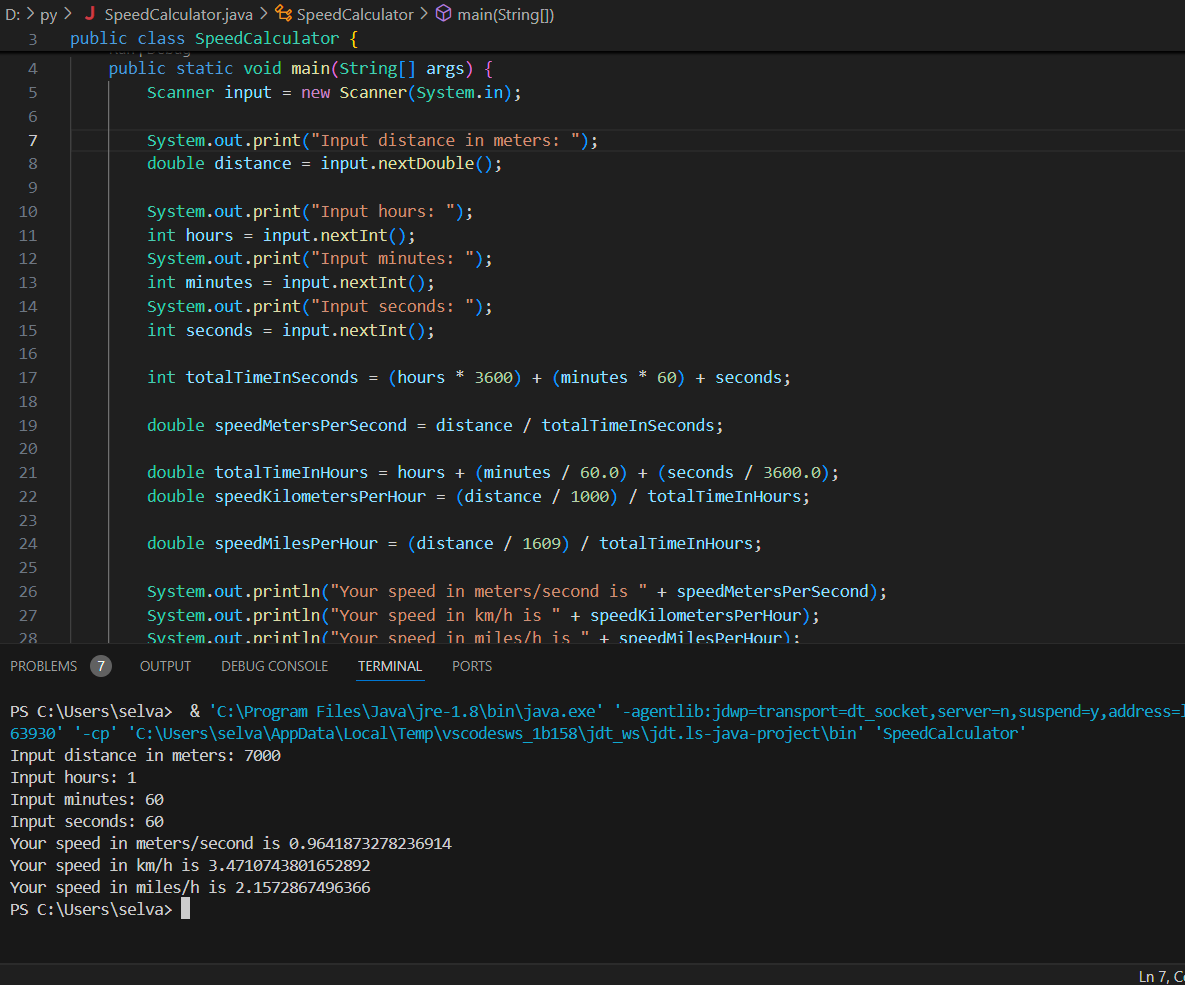 D: > py > J SpeedCalculator.java > SpeedCalculator > main(String[])
3 public class SpeedCalculator {
4 public static void main(String[] args) {
5 Scanner input = new Scanner(System.in);
6
7 System.out.print("Input distance in meters: ");
8 double distance = input.nextDouble();
9
10 System.out.print("Input hours: ");
11 int hours = input.nextInt();
12 System.out.print("Input minutes: ");
13 int minutes = input.nextInt();
14 System.out.print("Input seconds: ");
15 int seconds = input.nextInt();
16
17 int totalTimeInSeconds = (hours * 3600) + (minutes * 60) + seconds;
18
19 double speedMetersPerSecond = distance / totalTimeInSeconds;
20
21 double totalTimeInHours = hours + (minutes / 60.0) + (seconds / 3600.0);
22 double speedKilometersPerHour = (distance / 1000) / totalTimeInHours;
23
24 double speedMilesPerHour = (distance / 1609) / totalTimeInHours;
25
26 System.out.println("Your speed in meters/second is " + speedMetersPerSecond);
27 System.out.println("Your speed in km/h is " + speedKilometersPerHour);
28 System.out.println("Your speed in miles/h is " + speedMilesPerHour);
PROBLEMS 7 OUTPUT DEBUG CONSOLE TERMINAL PORTS
PS C:\Users\selva>  & 'C:\Program Files\Java\jre-1.8\bin\java.exe' '-agentlib:jdwp=transport=dt_socket,server=n,suspend=y,address=
63930' '-cp' 'C:\Users\selva\AppData\Local\Temp\vscodesws_1b158\jdt_ws\jdt.ls-java-project\bin' 'SpeedCalculator'
Input distance in meters: 7000
Input hours: 1
Input minutes: 60
Input seconds: 60
Your speed in meters/second is 0.9641873278236914
Your speed in km/h is 3.4710743801652892
Your speed in miles/h is 2.1572867496366
PS C:\Users\selva>
Ln 7,